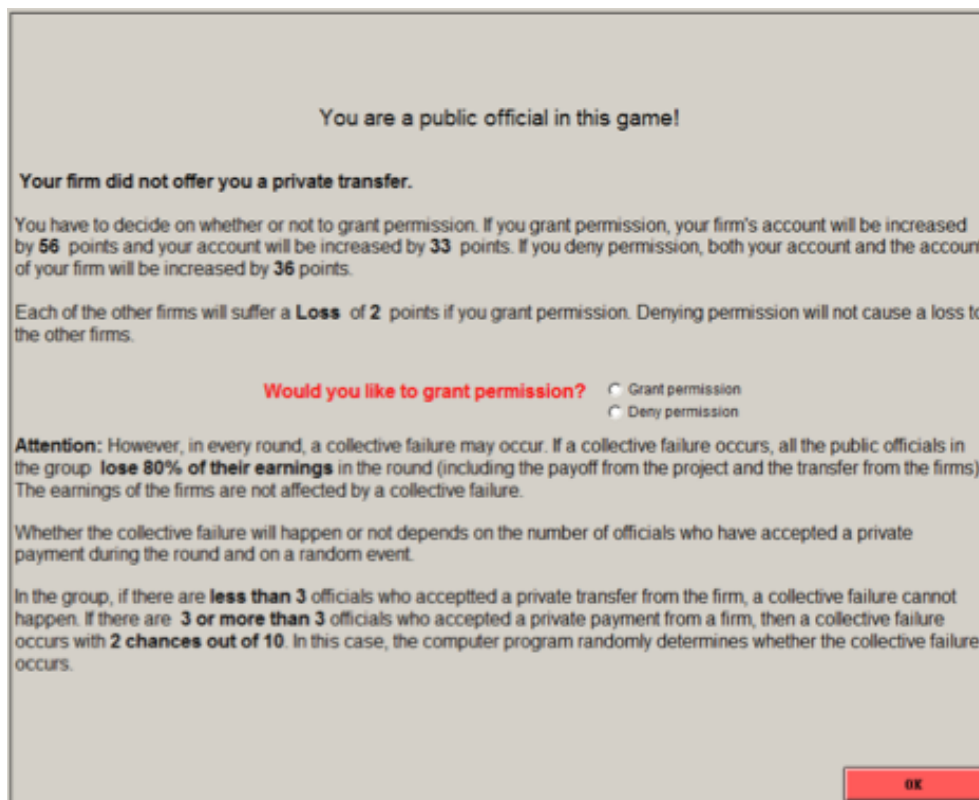 You are a public official in this game!
Your firm did not offer you a private transfer.
You have to decide on whether or not to grant permission. If you grant permission, your firm's account will be increased
by 56 points and your account will be increased by 33 points. If you deny permission, both your account and the account
of your firm will be increased by 36 points.
Each of the other firms will suffer a Loss of 2 points if you grant permission. Denying permission will not cause a loss to
the other firms.
Would you like to grant permission? Grant permission
Deny permission
Attention: However, in every round, a collective failure may occur. If a collective failure occurs, all the public officials in
the group lose 80% of their earnings in the round (including the payoff from the project and the transfer from the firms)
The earnings of the firms are not affected by a collective failure.
Whether the collective failure will happen or not depends on the number of officials who have accepted a private
payment during the round and on a random event.
In the group, if there are less than 3 officials who acceptted a private transfer from the firm, a collective failure cannot
happen. If there are 3 or more than 3 officials who accepted a private payment from a firm, then a collective failure
occurs with 2 chances out of 10. In this case, the computer program randomly determines whether the collective failure
occurs.
OK